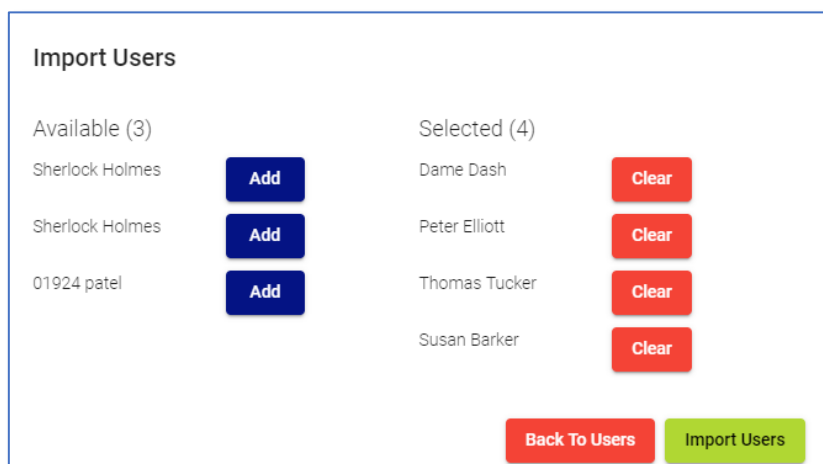 Import Users
Available (3)
Selected (4)
Sherlock Holmes Add
Dame Dash Clear
Sherlock Holmes Add
Peter Elliott Clear
01924 patel Add
Thomas Tucker Clear
Susan Barker Clear
Back To Users
Import Users